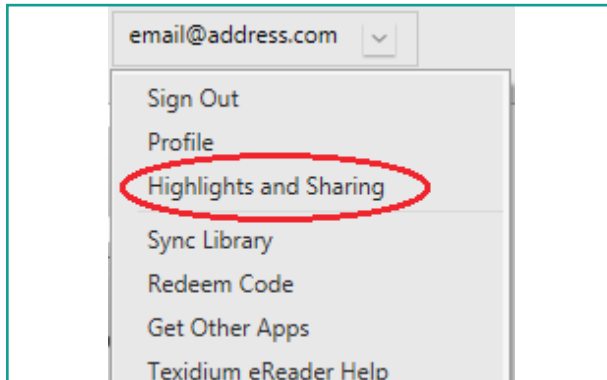 email@address.com
Sign Out
Profile
Highlights and Sharing
Sync Library
Redeem Code
Get Other Apps
Texidium eReader Help